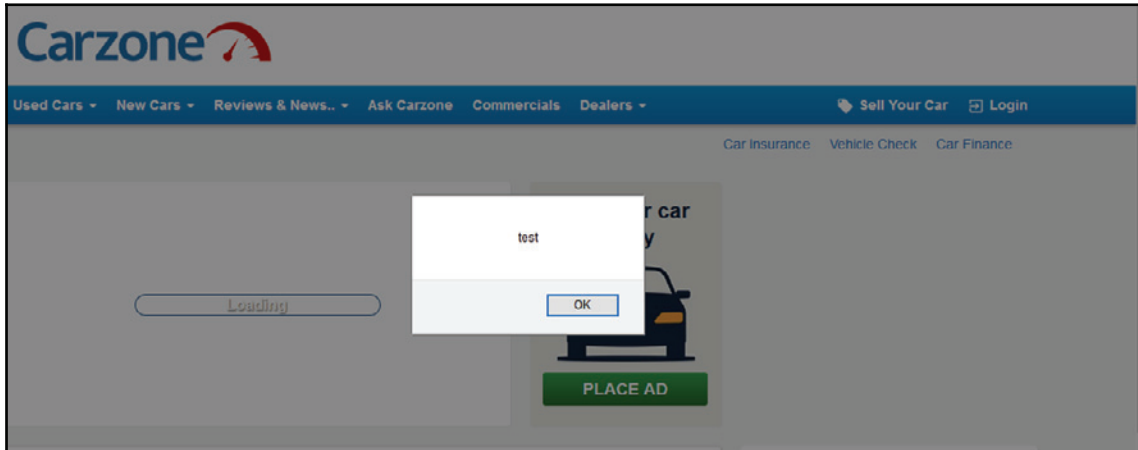 Carzone
Used Cars New Cars Reviews & News.. Ask Carzone Commercials Dealers Sell Your Car Login
Car Insurance Vehicle Check Car Finance
r car
y
test
Loading
OK
PLACE AD